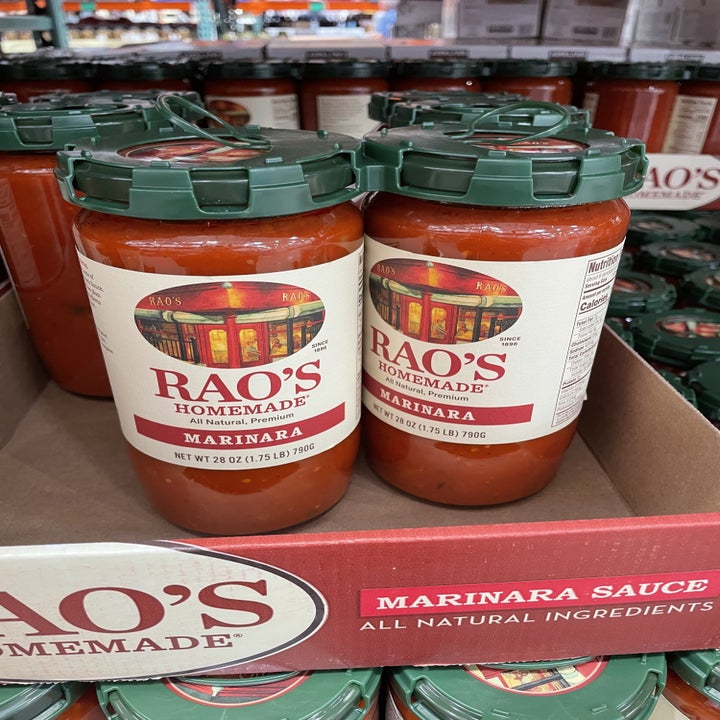 RAO'S RAO'S
SINCE
1896
RAO'S
HOMEMADE®
All Natural, Premium
MARINARA
NET WT 28 OZ (1.75 LB) 790G
RAO'S RAO'S
SINCE
1896
RAO'S
HOMEMADE®
All Natural, Premium
MARINARA
NET WT 28 OZ (1.75 LB) 790G
Nutrition
Calories
AO'S
HOMEMADE
AO'S
OMEMADE®
MARINARA SAUCE
ALL NATURAL INGREDIENTS